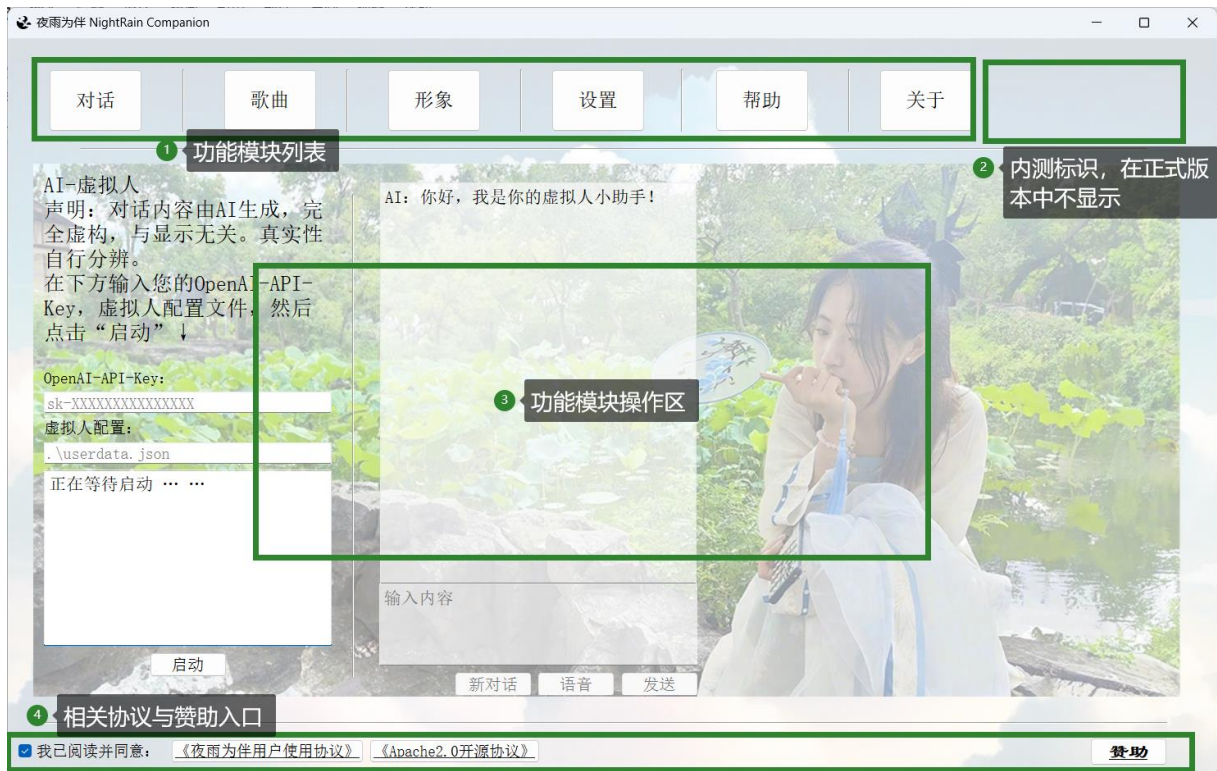 夜雨为伴 NightRain Companion
对话
歌曲
形象
设置
帮助
关于
1 功能模块列表
2 内测标识，在正式版
本中不显示
AI-虚拟人
声明：对话内容由AI生成，完
全虚构，与显示无关。真实性
自行分辨。
在下方输入您的OpenAI-API-
Key，虚拟人配置文件，然后
点击“启动”↓
OpenAI-API-Key:
sk-XXXXXXXXXXXXXXX
虚拟人配置：
.\userdata.json
正在等待启动 … …
启动
AI：你好，我是你的虚拟人小助手！
3 功能模块操作区
输入内容
新对话
语音
发送
4 相关协议与赞助入口
我已阅读并同意：
《夜雨为伴用户使用协议》
《Apache2.0开源协议》
赞助